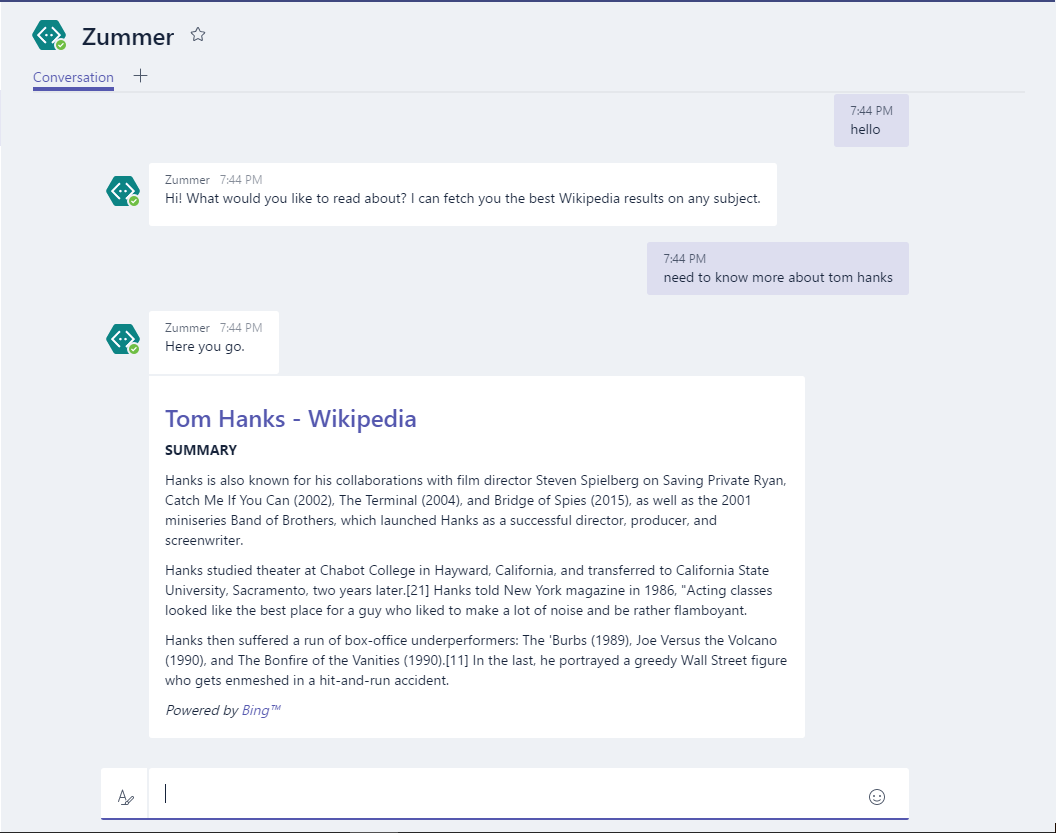 Zummer
Conversation
7:44 PM
hello
Zummer 7:44 PM
Hi! What would you like to read about? I can fetch you the best Wikipedia results on any subject.
7:44 PM
need to know more about tom hanks
Zummer 7:44 PM
Here you go.
Tom Hanks - Wikipedia
SUMMARY
Hanks is also known for his collaborations with film director Steven Spielberg on Saving Private Ryan,
Catch Me If You Can (2002), The Terminal (2004), and Bridge of Spies (2015), as well as the 2001
miniseries Band of Brothers, which launched Hanks as a successful director, producer, and
screenwriter.
Hanks studied theater at Chabot College in Hayward, California, and transferred to California State
University, Sacramento, two years later.[21] Hanks told New York magazine in 1986, "Acting classes
looked like the best place for a guy who liked to make a lot of noise and be rather flamboyant.
Hanks then suffered a run of box-office underperformers: The 'Burbs (1989), Joe Versus the Volcano
(1990), and The Bonfire of the Vanities (1990).[11] In the last, he portrayed a greedy Wall Street figure
who gets enmeshed in a hit-and-run accident.
Powered by Bing™